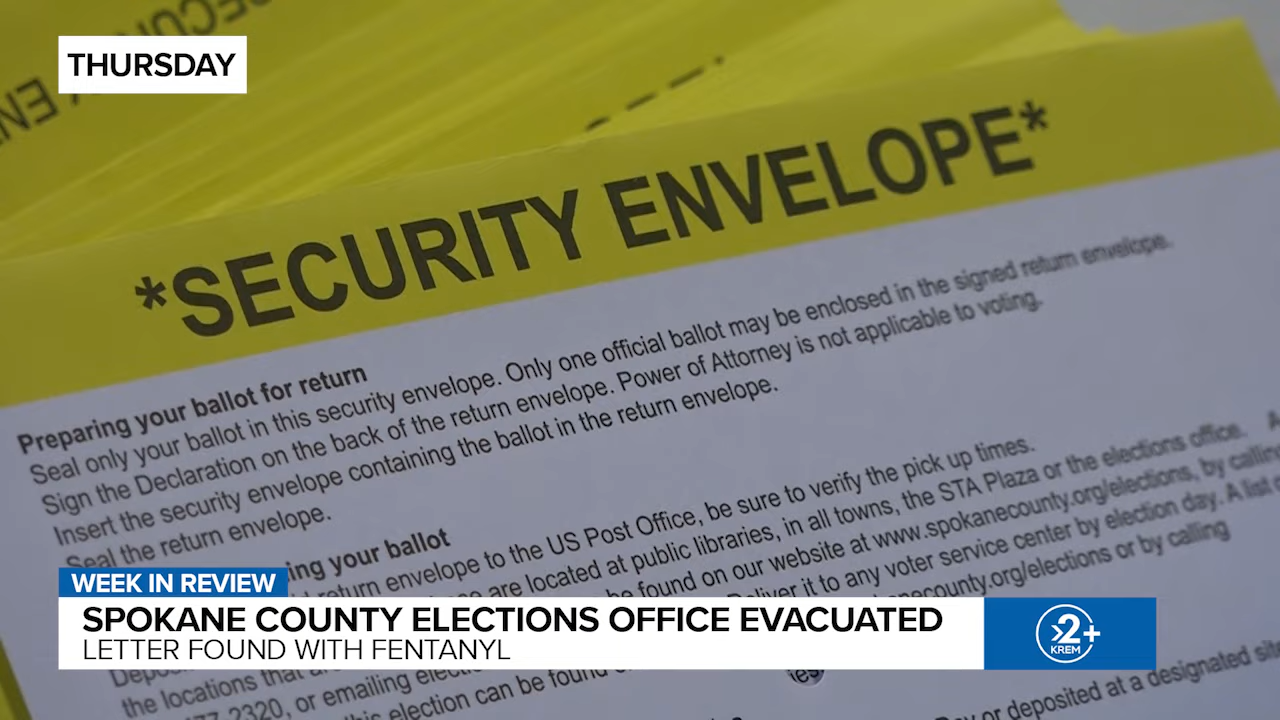 THURSDAY
*SECURITY ENVELOPE*
Preparing your ballot for return
Seal only your ballot in this security envelope. Only one official ballot may be enclosed in the signed return envelope.
Sign the Declaration on the back of the return envelope. Power of Attorney is not applicable to voting.
Insert the security envelope containing the ballot in the return envelope.
Seal the return envelope.
your ballot
return envelope to the US Post Office, be sure to verify the pick up times.
are located at public libraries, in all towns, the STA Plaza or the elections office.
be found on our website at www.spokanecounty.org/elections, by calling
Deliver it to any voter service center by election day. A list
or by calling
WEEK IN REVIEW
SPOKANE COUNTY ELECTIONS OFFICE EVACUATED
LETTER FOUND WITH FENTANYL
2+
KREM
the locations that
2320, or emailing
election can be found
or deposited at a designated